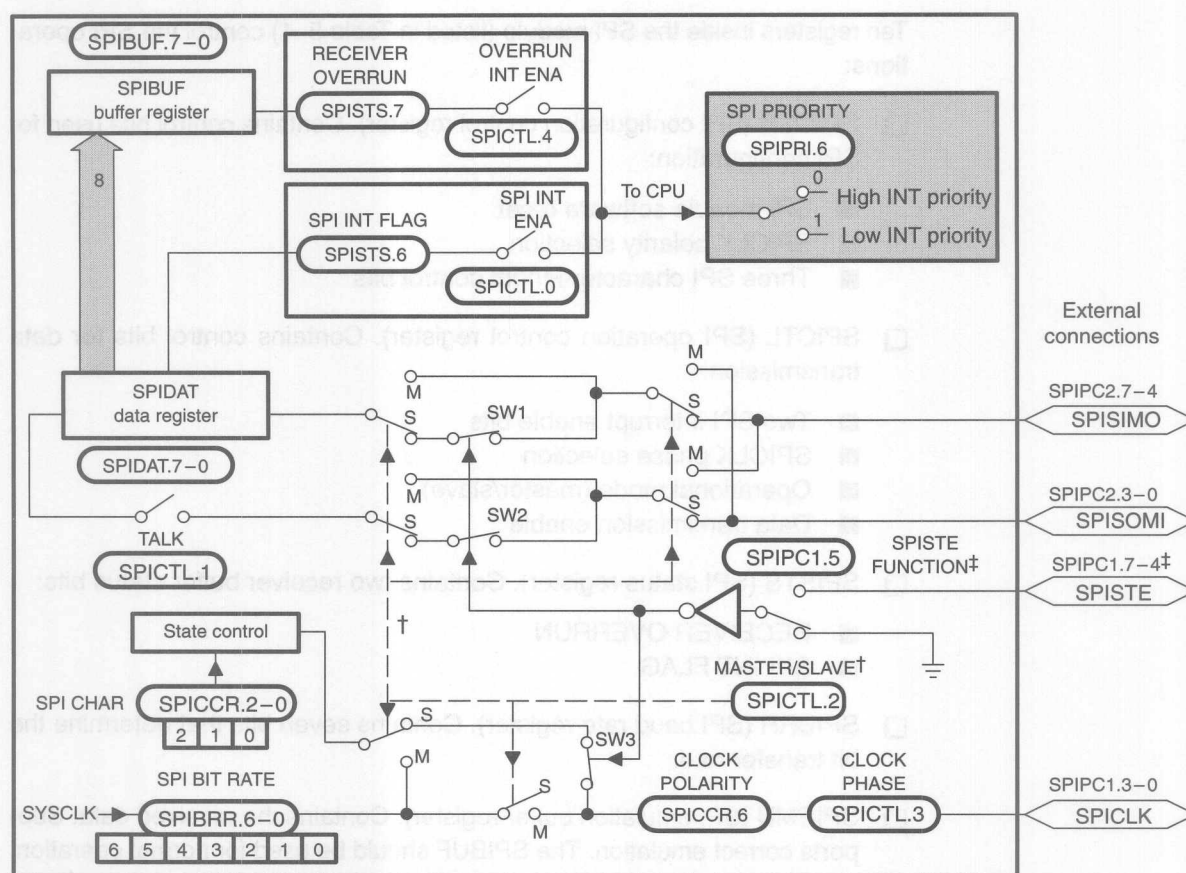 SPIBUF.7-0
SPIBUF
buffer register
8
RECEIVER
OVERRUN
SPISTS.7
OVERRUN
INT ENA
SPICTL.4
SPI INT FLAG
SPISTS.6
SPI INT
ENA
SPICTL.0
To CPU
SPI PRIORITY
SPIPRI.6
0
High INT priority
1
Low INT priority
External
connections
SPIDAT
data register
SPIDAT.7-0
M
S
SW1
M
S
SPIPC2.7-4
SPISIMO
M
S
SW2
M
S
SPIPC2.3-0
SPISOMI
TALK
SPICTL.1
SPIPC1.5
SPISTE
FUNCTION‡
SPIPC1.7-4‡
SPISTE
State control
†
MASTER/SLAVE†
SPICTL.2
SPI CHAR
SPICCR.2-0
2 1 0
S
M
SW3
S
M
SPI BIT RATE
SYSCLK
SPIBRR.6-0
6 5 4 3 2 1 0
CLOCK
POLARITY
SPICCR.6
CLOCK
PHASE
SPICTL.3
SPIPC1.3-0
SPICLK